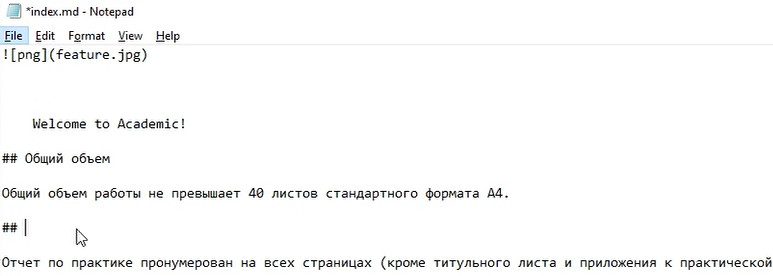 *index.md - Notepad
File Edit Format View Help
![png](feature.jpg)
Welcome to Academic!
## Общий объем
Общий объем работы не превышает 40 листов стандартного формата А4.
##
Отчет по практике пронумерован на всех страницах (кроме титульного листа и приложения к практической